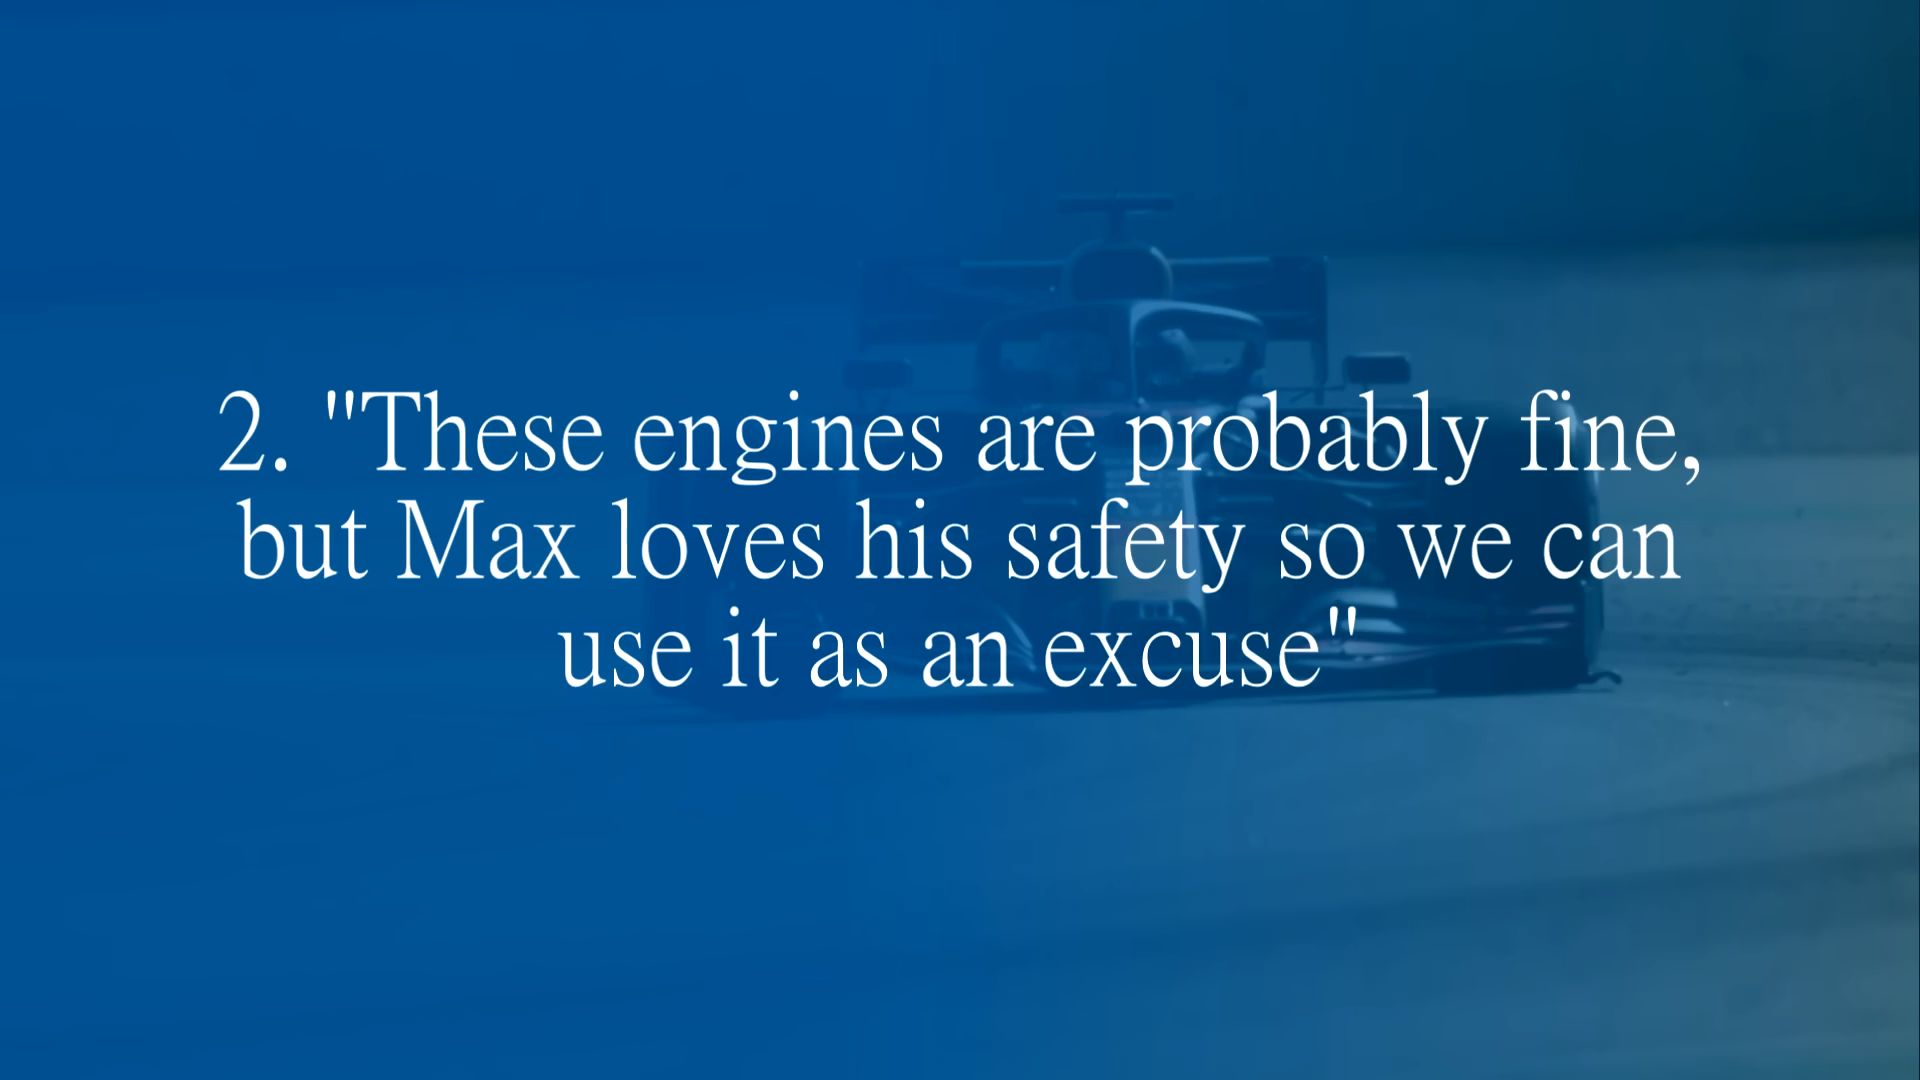 2. "These engines are probably fine,
but Max loves his safety so we can
use it as an excuse"